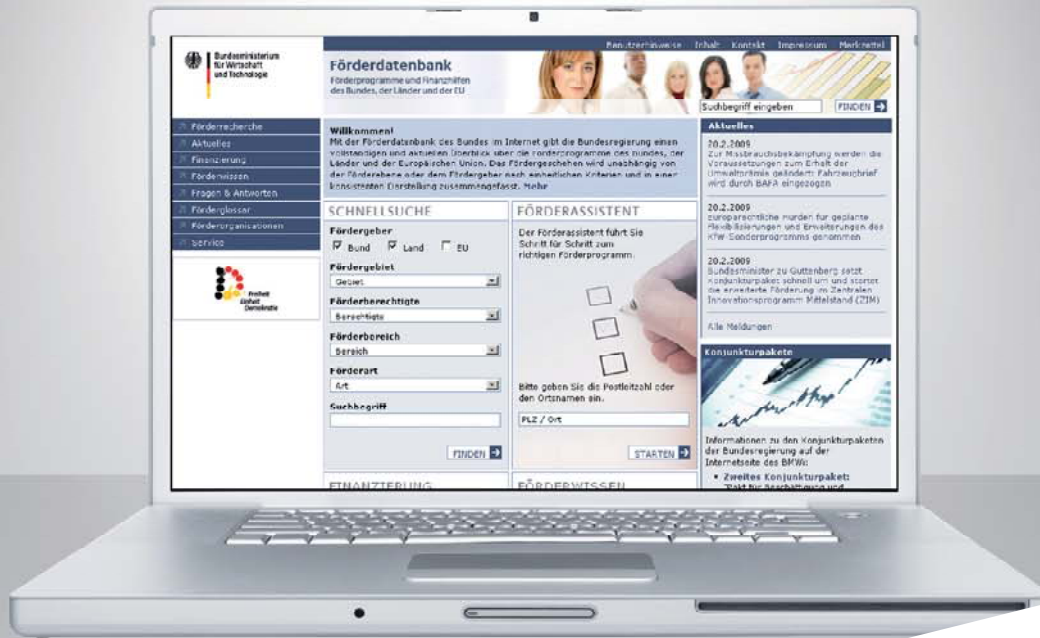 Bundesministerium
für Wirtschaft
und Technologie
Benutzerhinweise Inhalt Kontakt Impressum Merkzettel
Förderdatenbank
Förderprogramme und Finanzhilfen
des Bundes, der Länder und der EU
Suchbegriff eingeben
FINDEN
Förderrecherche
Aktuelles
Finanzierung
Förderwissen
Fragen & Antworten
Förderglossar
Förderorganisationen
Service
Freiheit
Einheit
Demokratie
Willkommen!
Mit der Förderdatenbank des Bundes im Internet gibt die Bundesregierung einen
vollständigen und aktuellen Überblick über die Förderprogramme des Bundes, der
Länder und der Europäischen Union. Das Fördergeschehen wird unabhängig von
der Förderebene oder dem Fördergeber nach einheitlichen Kriterien und in einer
konsistenten Darstellung zusammengefasst. Mehr
SCHNELLSUCHE
Fördergeber
Bund Land EU
Fördergebiet
Gebiet
Förderberechtigte
Berechtigte
Förderbereich
Bereich
Förderart
Art
Suchbegriff
FINDEN
FÖRDERASSISTENT
Der Förderassistent führt Sie
Schritt für Schritt zum
richtigen Förderprogramm.
Bitte geben Sie die Postleitzahl oder
den Ortsnamen ein.
PLZ / Ort
STARTEN
FINANZIERUNG
FÖRDERWISSEN
Aktuelles
20.2.2009
Zur Missbrauchsbekämpfung werden die
Voraussetzungen zum Erhalt der
Umweltprämie geändert: Fahrzeugbrief
wird durch BAFA eingezogen
20.2.2009
Europarechtliche Hürden für geplante
Flexibilisierungen und Erweiterungen des
KfW-Sonderprogramms genommen
20.2.2009
Bundesminister zu Guttenberg setzt
Konjunkturpaket schnell um und startet
die erweiterte Förderung im Zentralen
Innovationsprogramm Mittelstand (ZIM)
Alle Meldungen
Konjunkturpakete
Informationen zu den Konjunkturpaketen
der Bundesregierung auf der
Internetseite des BMWi:
• Zweites Konjunkturpaket:
"Pakt für Beschäftigung und